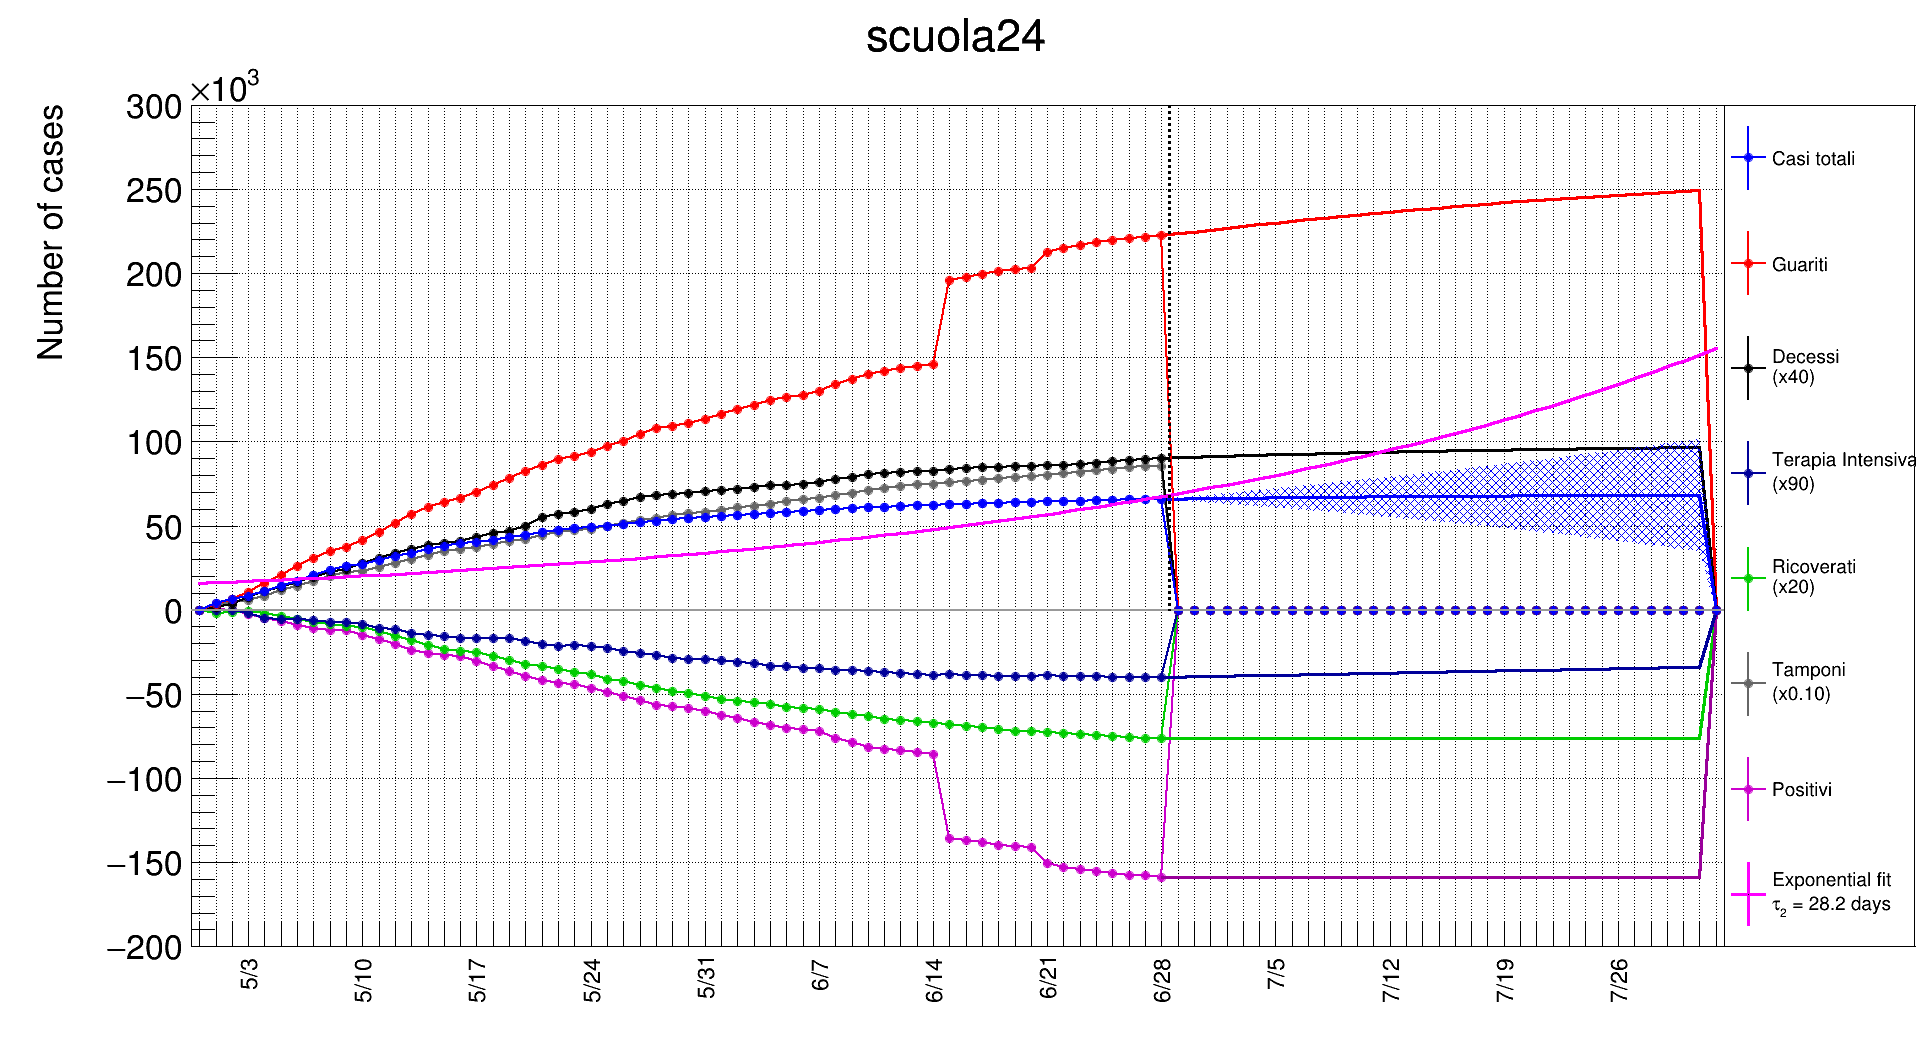 scuola24
×10³
Number of cases
300
250
200
150
100
50
0
−50
−100
−150
−200
5/3
5/10
5/17
5/24
5/31
6/7
6/14
6/21
6/28
7/5
7/12
7/19
7/26
Casi totali
Guariti
Decessi
(x40)
Terapia Intensiva
(x90)
Ricoverati
(x20)
Tamponi
(x0.10)
Positivi
Exponential fit
τ₂ = 28.2 days